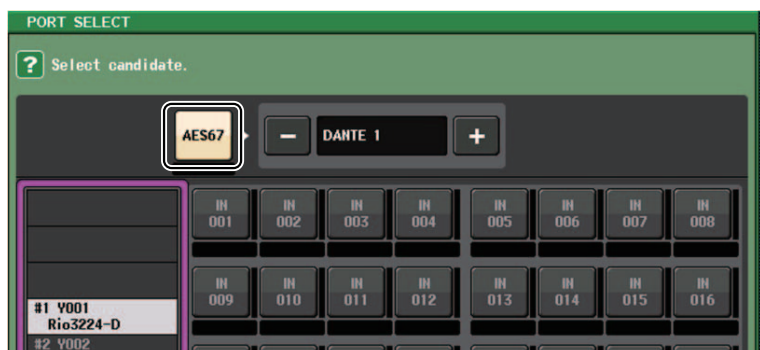 PORT SELECT
? Select candidate.
AES67 - DANTE 1 +
IN 001 IN 002 IN 003 IN 004 IN 005 IN 006 IN 007 IN 008
IN 009 IN 010 IN 011 IN 012 IN 013 IN 014 IN 015 IN 016
#1 Y001
Rio3224-D
#2 Y002